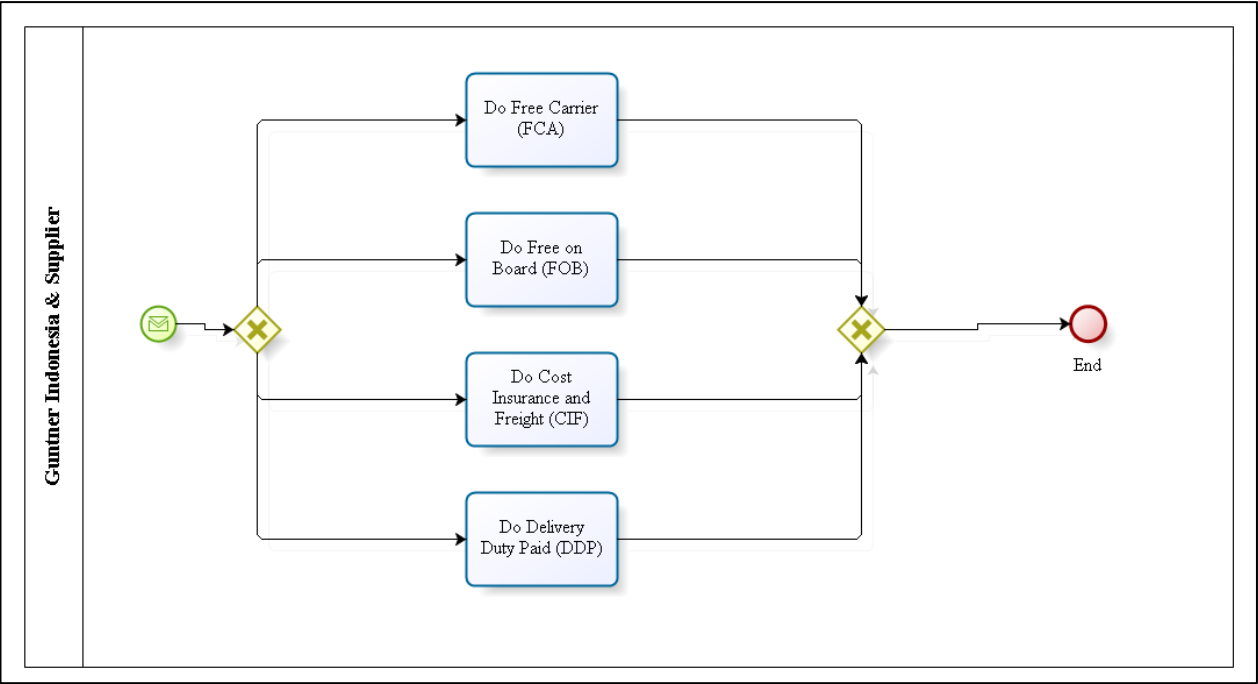 Guntner Indonesia & Supplier
Do Free Carrier
(FCA)
Do Free on
Board (FOB)
Do Cost
Insurance and
Freight (CIF)
Do Delivery
Duty Paid (DDP)
End